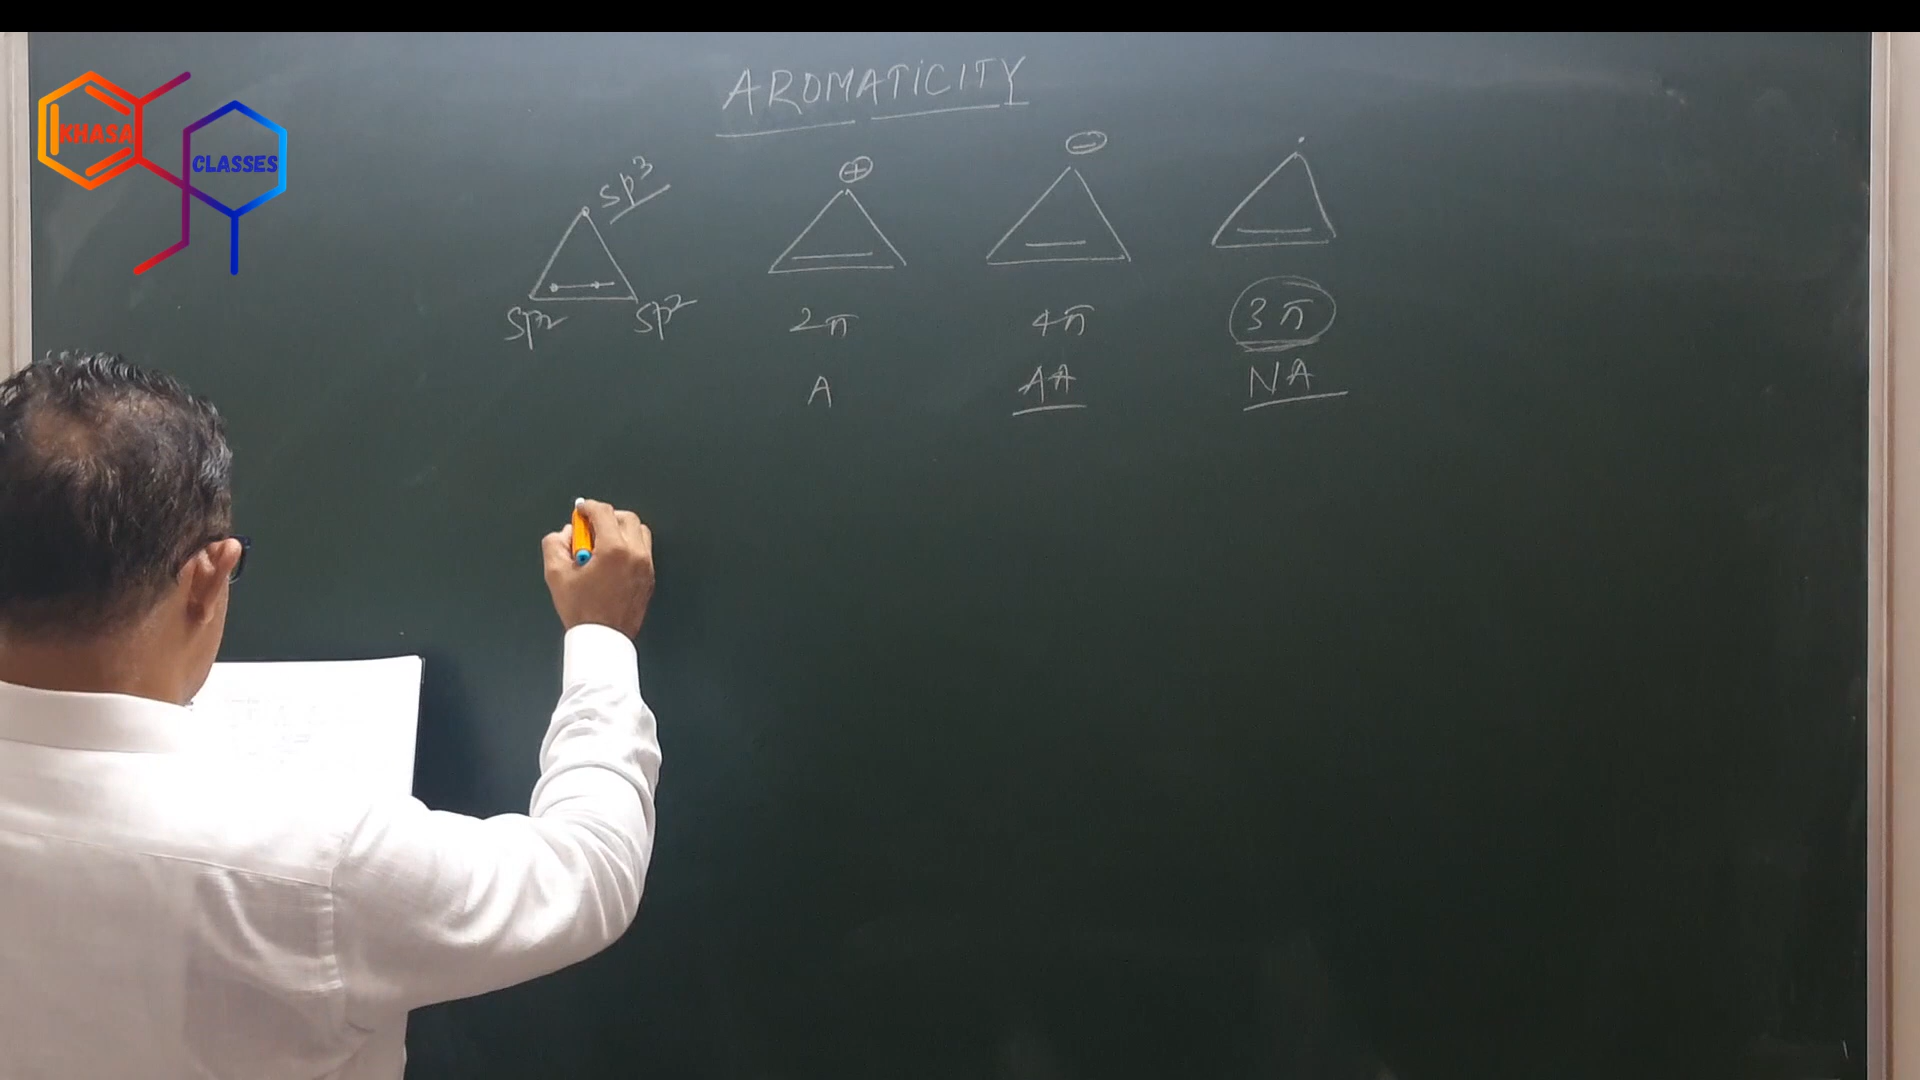 KHASA
CLASSES
AROMATICITY
sp3
⊕
⊖
sp2
sp2
2π
4π
3π
A
AA
NA